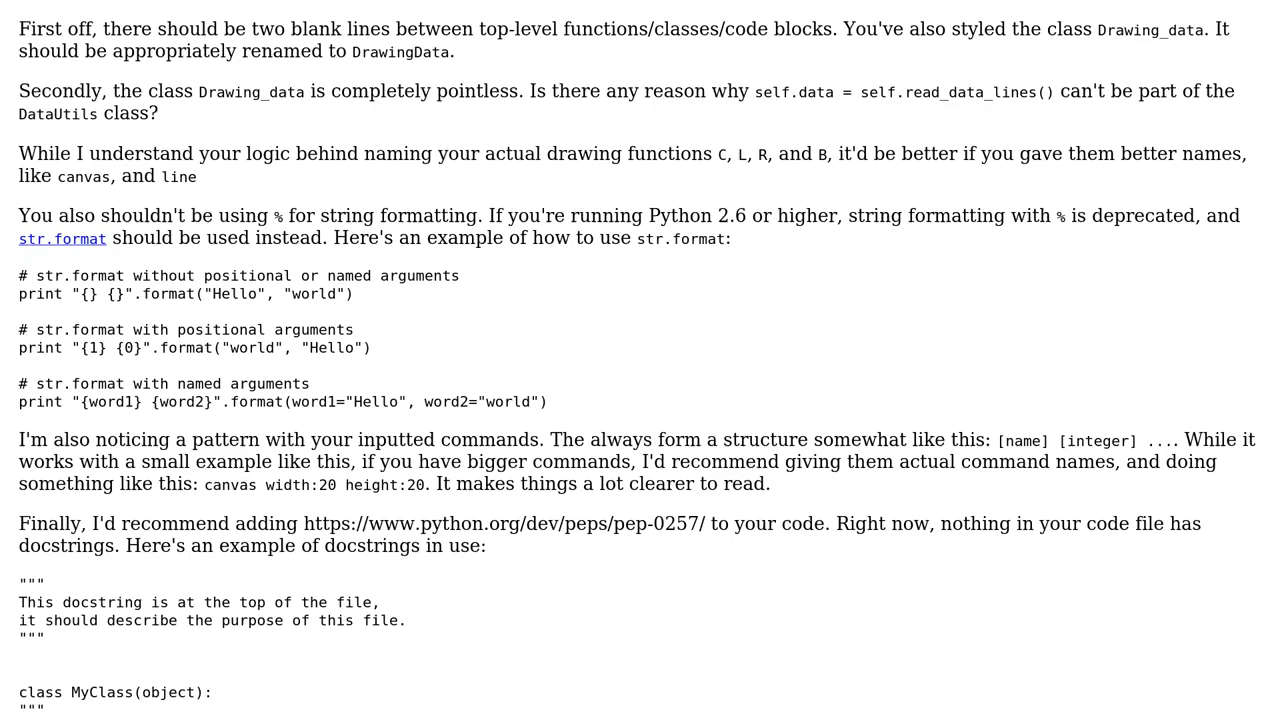 First off, there should be two blank lines between top-level functions/classes/code blocks. You've also styled the class Drawing_data. It
should be appropriately renamed to DrawingData.
Secondly, the class Drawing_data is completely pointless. Is there any reason why self.data = self.read_data_lines() can't be part of the
DataUtils class?
While I understand your logic behind naming your actual drawing functions C, L, R, and B, it'd be better if you gave them better names,
like canvas, and line
You also shouldn't be using % for string formatting. If you're running Python 2.6 or higher, string formatting with % is deprecated, and
str.format should be used instead. Here's an example of how to use str.format:
# str.format without positional or named arguments
print "{} {}".format("Hello", "world")
# str.format with positional arguments
print "{1} {0}".format("world", "Hello")
# str.format with named arguments
print "{word1} {word2}".format(word1="Hello", word2="world")
I'm also noticing a pattern with your inputted commands. The always form a structure somewhat like this: [name] [integer] .... While it
works with a small example like this, if you have bigger commands, I'd recommend giving them actual command names, and doing
something like this: canvas width:20 height:20. It makes things a lot clearer to read.
Finally, I'd recommend adding https://www.python.org/dev/peps/pep-0257/ to your code. Right now, nothing in your code file has
docstrings. Here's an example of docstrings in use:
"""
This docstring is at the top of the file,
it should describe the purpose of this file.
"""
class MyClass(object):
"""